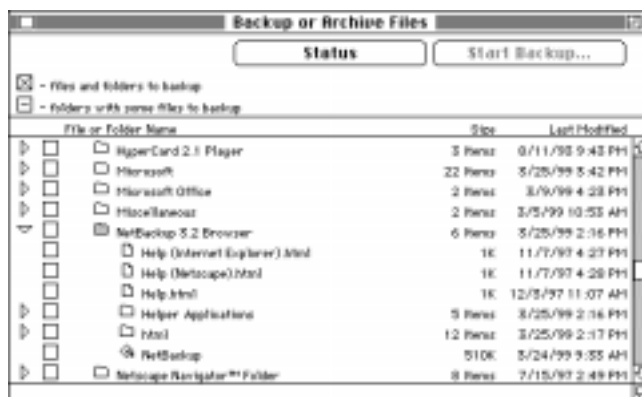 Backup or Archive Files
Status Start Backup...
- files and folders to backup
- folders with some files to backup
File or Folder Name Size Last Modified
HyperCard 2.1 Player 3 items 8/11/93 9:43 PM
Microsoft 22 items 3/25/99 3:42 PM
Microsoft Office 2 items 3/9/99 4:23 PM
Miscellaneous 2 items 3/5/99 10:53 AM
NetBackup 3.2 Browser 6 items 3/25/99 2:16 PM
Help (Internet Explorer).html 1K 11/7/97 4:27 PM
Help (Netscape).html 1K 11/7/97 4:28 PM
Help.html 1K 12/3/97 11:07 AM
Helper Applications 5 items 3/25/99 2:16 PM
html 12 items 3/25/99 2:17 PM
NetBackup 510K 3/24/99 9:33 AM
Netscape Navigator™ Folder 8 items 7/15/97 2:49 PM